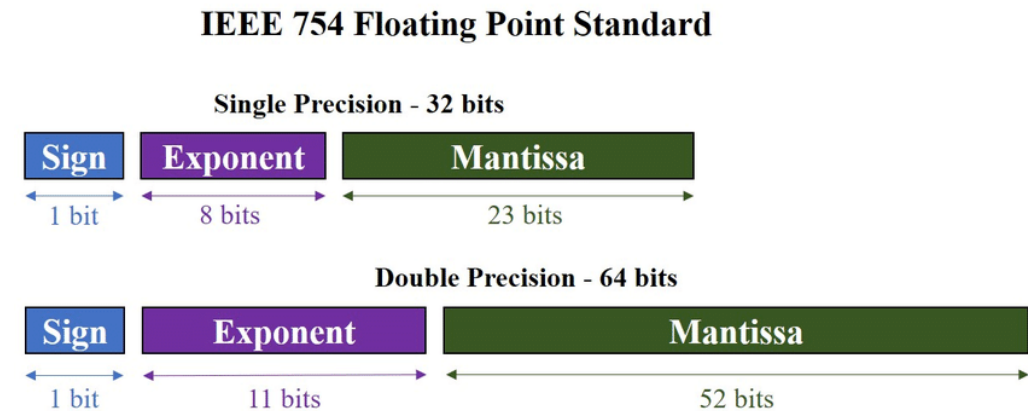 IEEE 754 Floating Point Standard
Single Precision - 32 bits
Sign Exponent Mantissa
1 bit 8 bits 23 bits
Double Precision - 64 bits
Sign Exponent Mantissa
1 bit 11 bits 52 bits